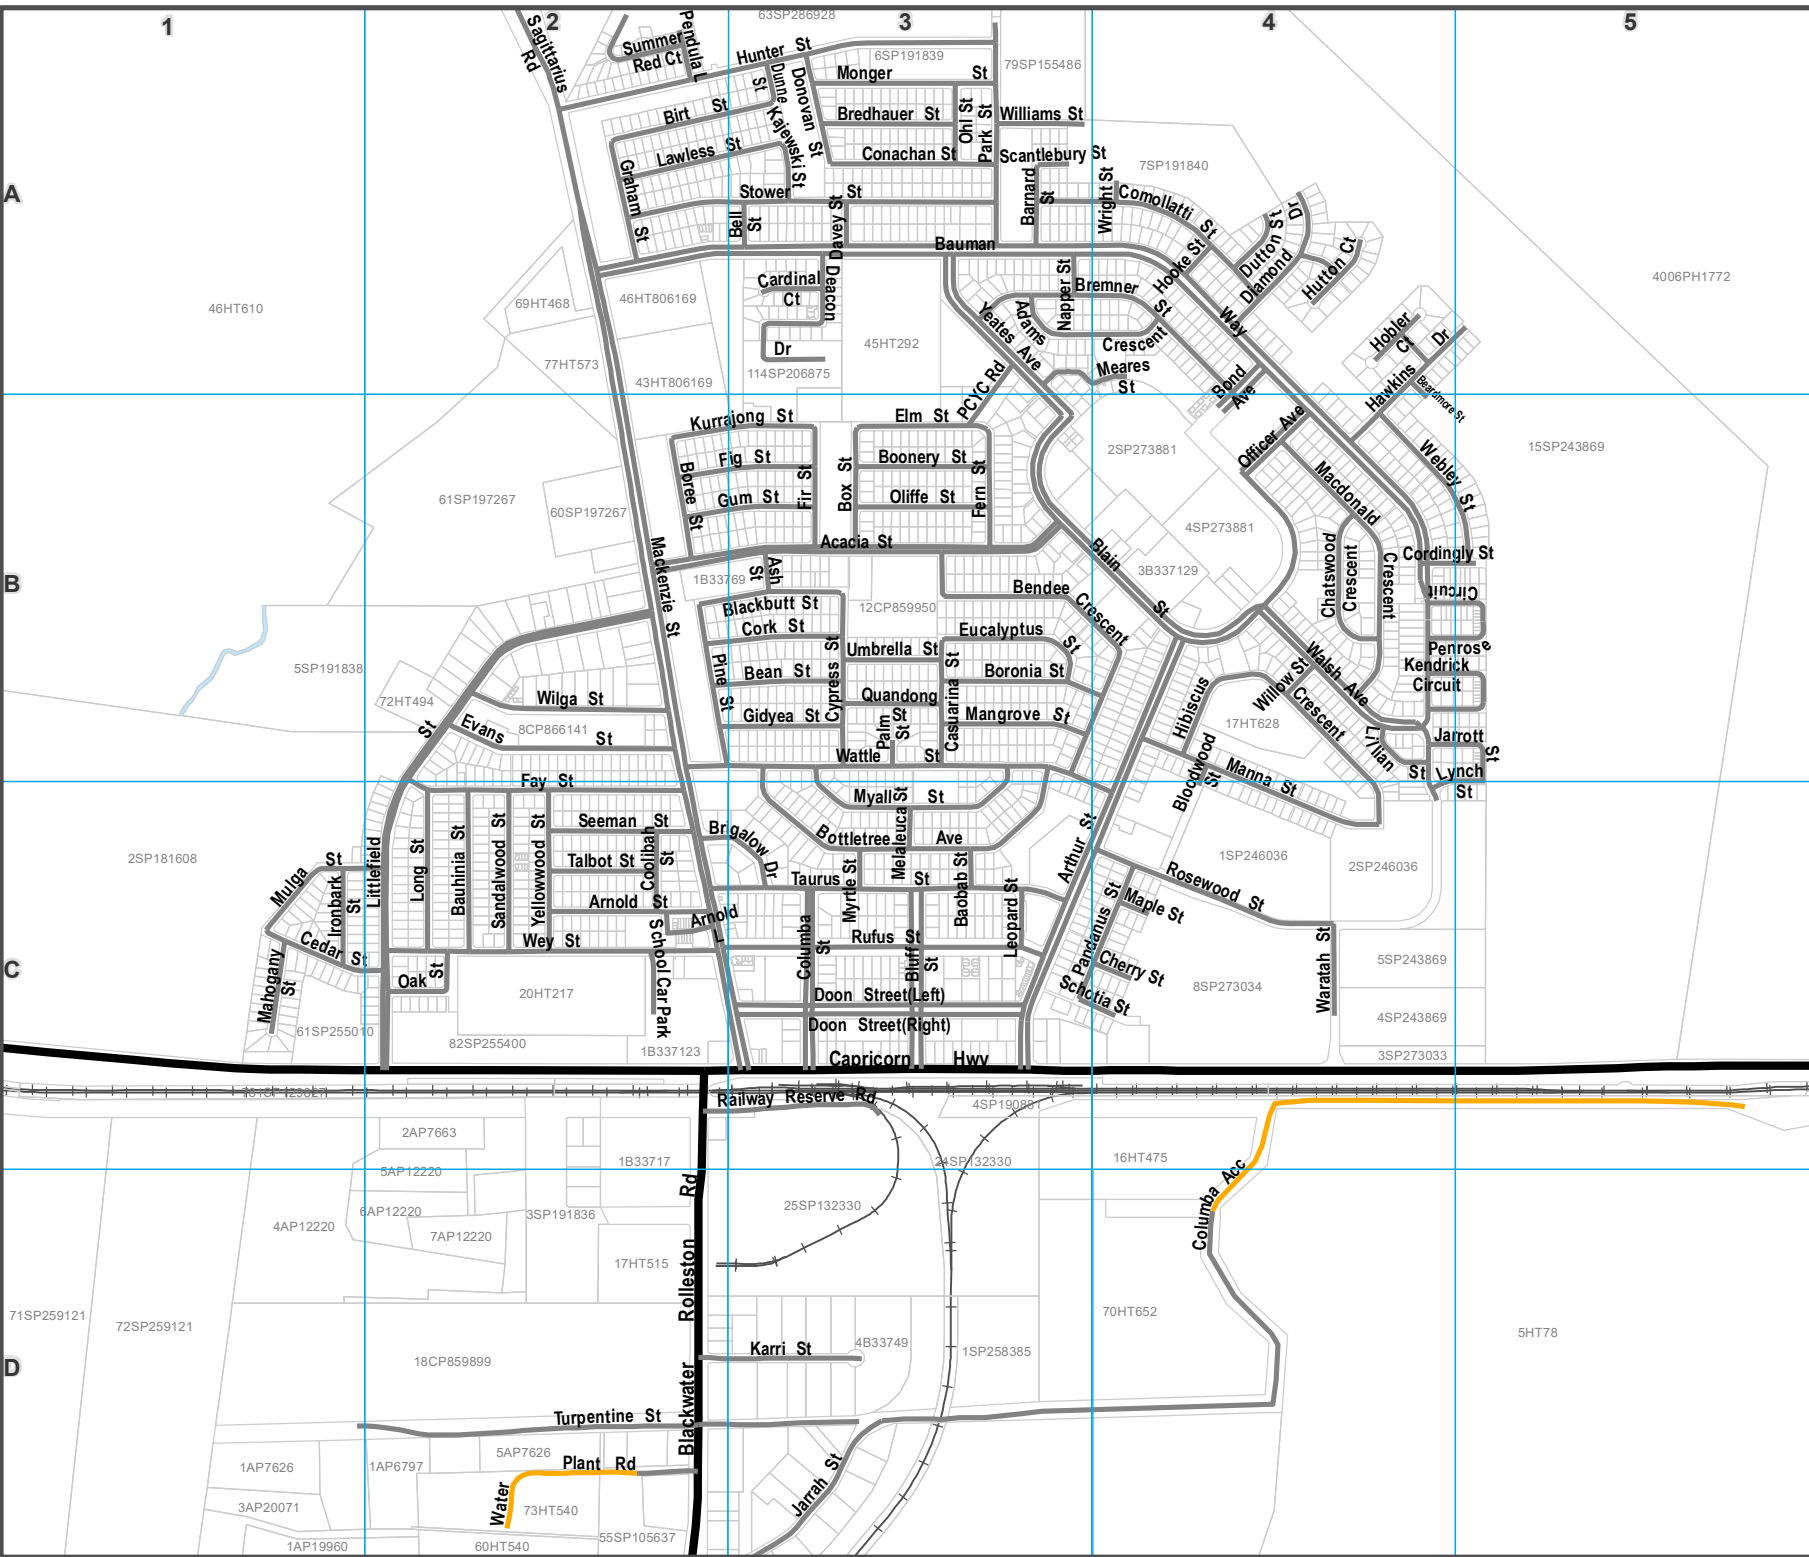 1
2
3
4
5
A
B
C
D
63SP286928
Sagittarius Rd
Summer Red Ct
Pendula L
Hunter St
6SP191839
79SP155486
Monger St
Dunne St
Donovan St
Birt St
Bredhauer St
Ohl St
Park St
Williams St
Kajewski St
Lawless St
Conachan St
Scantlebury St
7SP191840
Graham St
Stower St
Barnard St
Wright St
Comollatti St
Bell St
Davey St
Bauman Way
Hooke St
Dutton St
Diamond Dr
Hutton Ct
46HT610
69HT468
46HT806169
Cardinal Ct
Deacon Dr
Napper St
Bremner St
4006PH1772
Yeates Ave
Adams Crescent
77HT573
45HT292
Hobler Ct
Hawkins Dr
43HT806169
114SP206875
PCYC Rd
Meares St
Bond Ave
Beardmore St
Kurrajong St
Elm St
Officer Ave
2SP273881
15SP243869
Fig St
Boree St
Fir St
Box St
Boonery St
Fern St
Macdonald Crescent
Webley St
61SP197267
60SP197267
Gum St
Oliffe St
4SP273881
Mackenzie St
Acacia St
Blain St
Chatswood Crescent
Cordingly St
1B33769
Ash St
3B337129
Bendee Crescent
Circuit
Blackbutt St
12CP859950
Cork St
Eucalyptus St
Umbrella St
Penrose
Kendrick Circuit
5SP191838
72HT494
Pine St
Bean St
Cypress St
Casuarina St
Boronia St
Walsh Ave
Willow St
Wilga St
Quandong St
Hibiscus Crescent
17HT628
Evans St
8CP866141
Gidyea St
Palm St
Mangrove St
Jarrott St
Lillian St
Wattle St
Bloodwood St
Manna St
Lynch St
Fay St
Myall St
2SP181608
Seeman St
Brigalow Dr
Bottletree Ave
Melaleuca St
Arthur St
Mulga St
Littlefield St
Long St
Bauhinia St
Sandalwood St
Yellowwood St
Talbot St
Coolibah St
Taurus St
Myrtle St
Baobab St
Leopard St
1SP246036
2SP246036
Rosewood St
Ironbark St
Arnold St
Arnold L
Maple St
Pandanus St
Cedar St
Wey St
School Car Park
Columba St
Rufus St
Bluff St
Waratah St
Mahogany St
Oak St
20HT217
Cherry St
Schotia St
5SP243869
8SP273034
Doon Street(Left)
61SP255010
Doon Street(Right)
4SP243869
82SP255400
1B337123
Capricorn Hwy
3SP273033
Railway Reserve Rd
4SP19088
2AP7663
5AP12220
1B33717
24SP132330
16HT475
4AP12220
6AP12220
7AP12220
3SP191836
25SP132330
Columba Acc
17HT515
Blackwater Rolleston Rd
71SP259121
72SP259121
70HT652
5HT78
18CP859899
Karri St
4B33749
1SP258385
Turpentine St
1AP7626
1AP6797
5AP7626
Water Plant Rd
3AP20071
73HT540
Jarrah St
1AP19960
60HT540
55SP105637